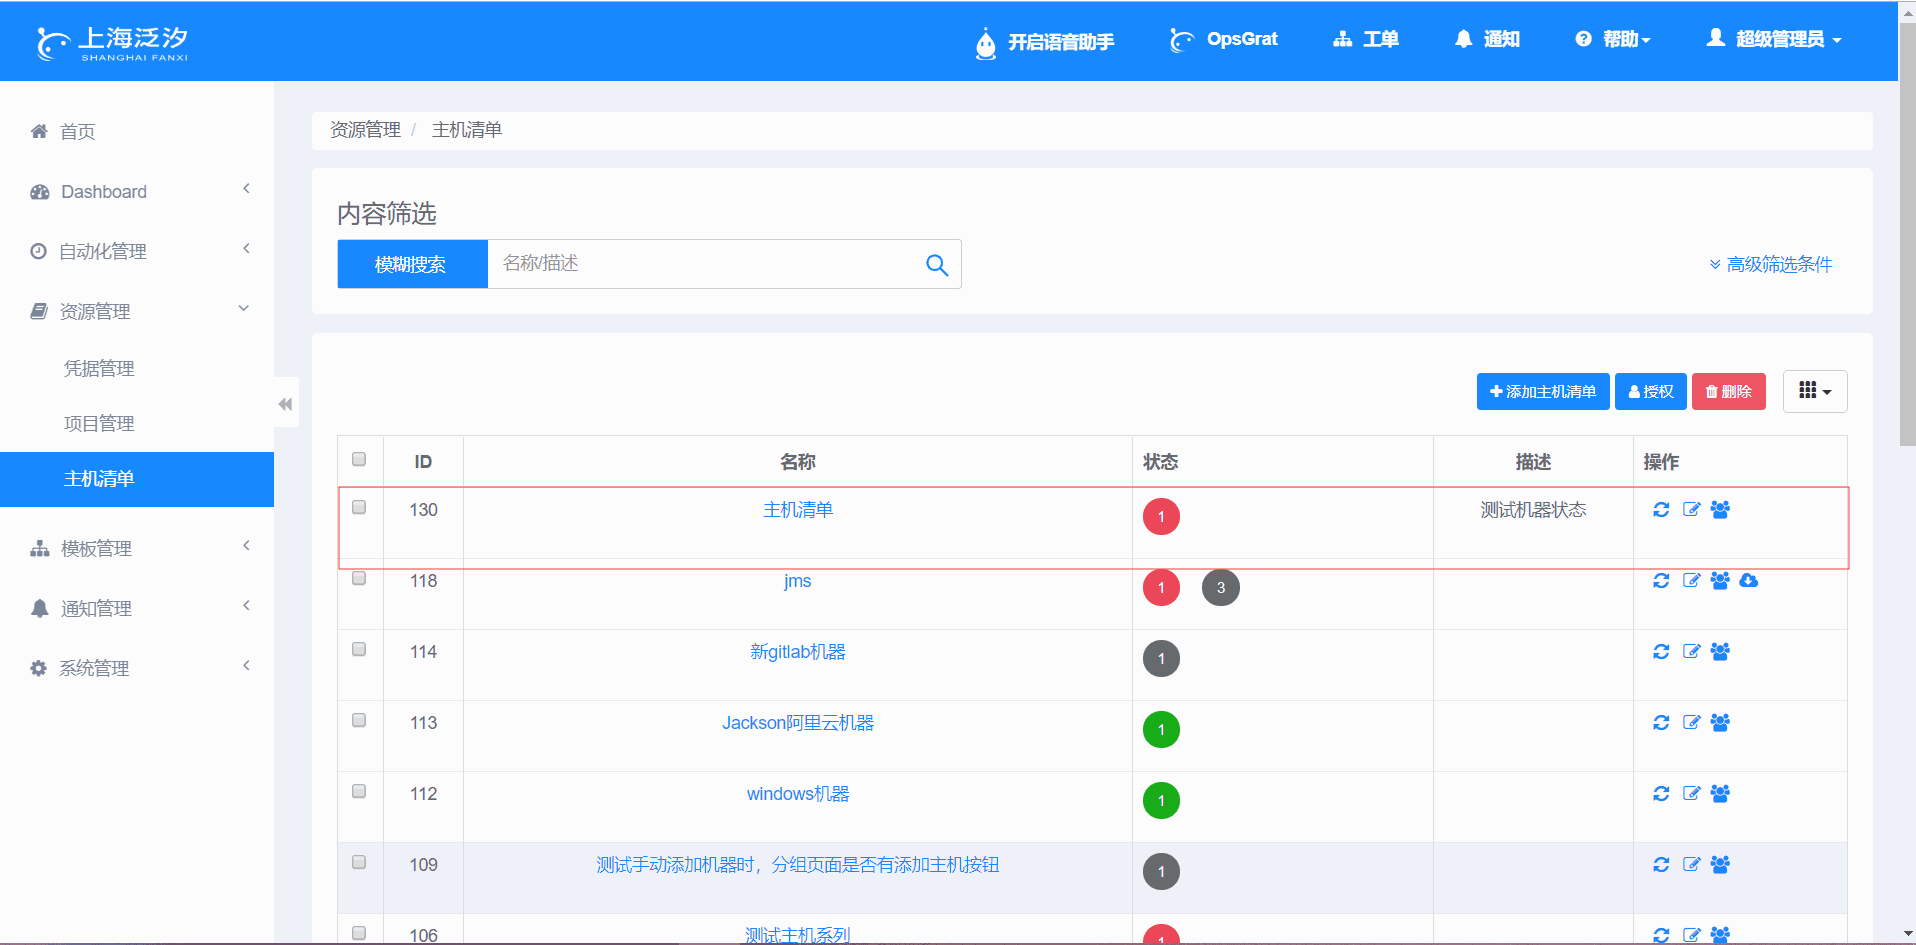 上海泛汐
SHANGHAI FANXI
开启语音助手
OpsGrat
工单
通知
帮助
超级管理员
首页
Dashboard
自动化管理
资源管理
凭据管理
项目管理
主机清单
模板管理
通知管理
系统管理
资源管理 / 主机清单
内容筛选
模糊搜索 名称/描述
高级筛选条件
添加主机清单 授权 删除
ID 名称 状态 描述 操作
130 主机清单 1 测试机器状态
118 jms 1 3
114 新gitlab机器 1
113 Jackson阿里云机器 1
112 windows机器 1
109 测试手动添加机器时，分组页面是否有添加主机按钮 1
106 测试主机系列 1